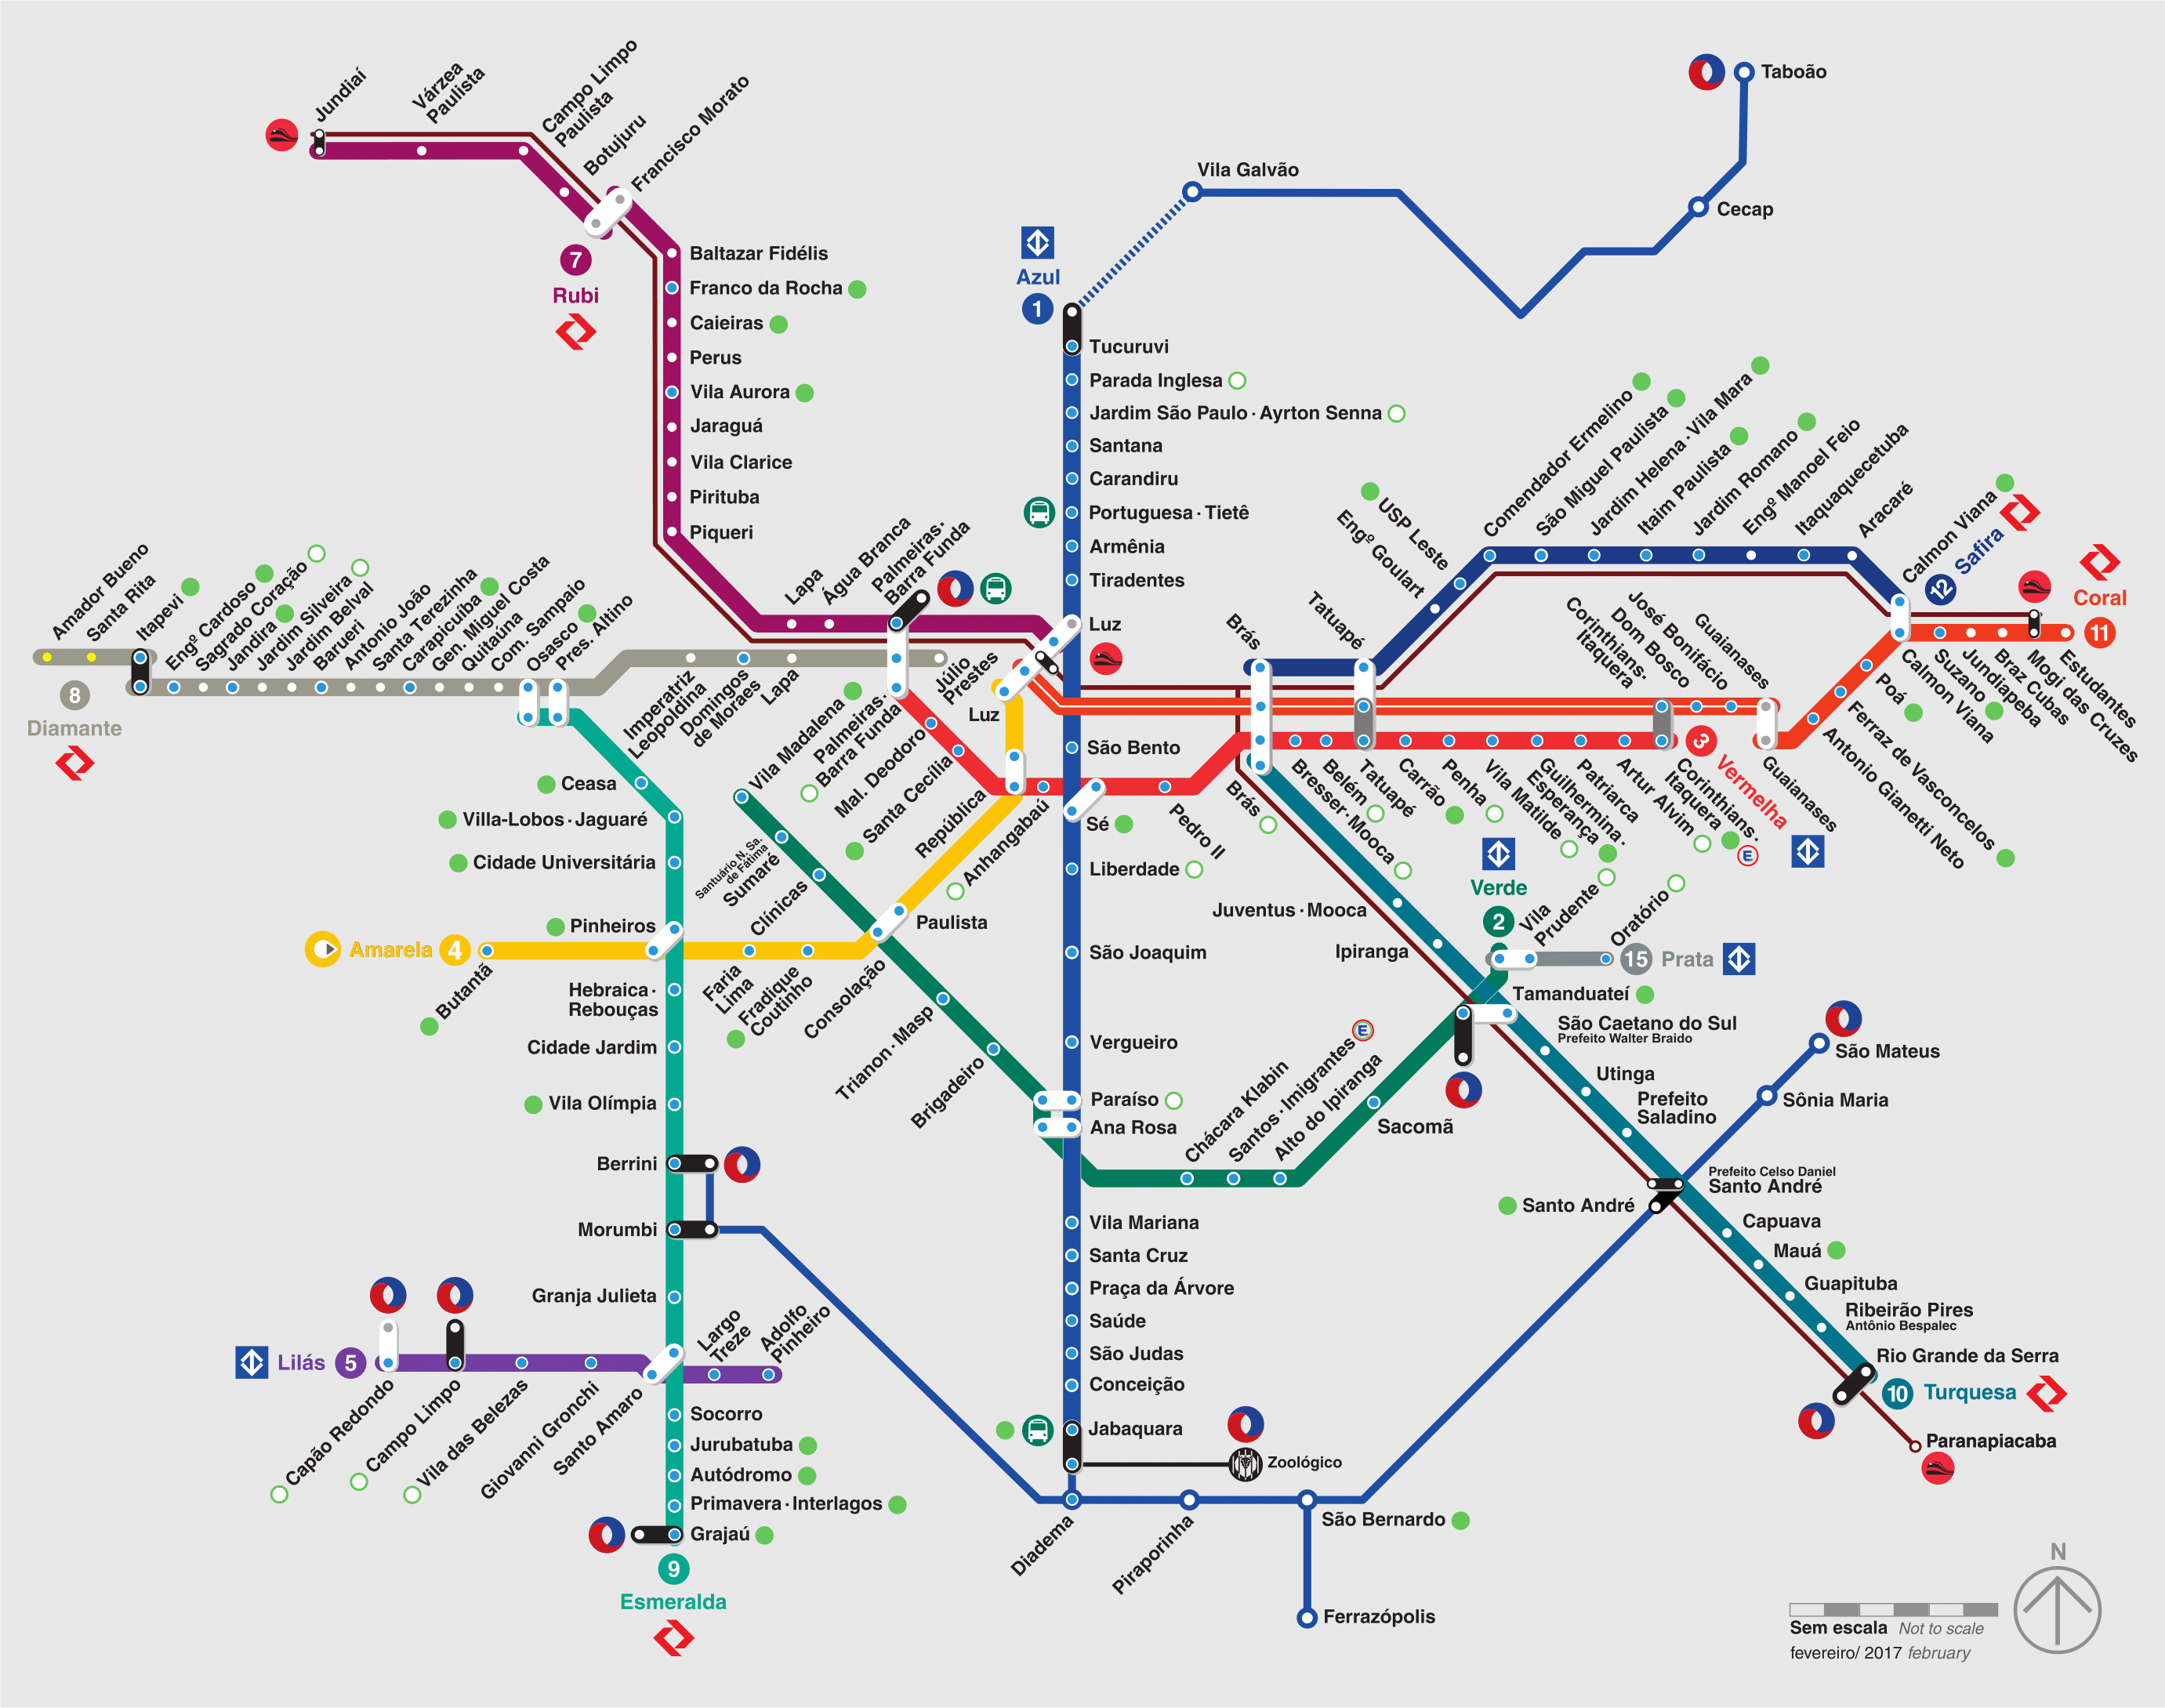 Jundiaí
Várzea
Paulista
Campo Limpo
Paulista
Botujuru
Francisco Morato
7
Rubi
Baltazar Fidélis
Franco da Rocha
Caieiras
Perus
Vila Aurora
Jaraguá
Vila Clarice
Pirituba
Piqueri
Lapa
Água Branca
Palmeiras·
Barra Funda
Luz
Azul
1
Vila Galvão
Taboão
Cecap
Tucuruvi
Parada Inglesa
Jardim São Paulo · Ayrton Senna
Santana
Carandiru
Portuguesa · Tietê
Armênia
Tiradentes
Brás
Tatuapé
Engº Goulart
USP Leste
Comendador Ermelino
São Miguel Paulista
Jardim Helena · Vila Mara
Itaim Paulista
Jardim Romano
Engº Manoel Feio
Itaquaquecetuba
Aracaré
Calmon Viana
12
Safira
Coral
11
Corinthians·
Itaquera
Dom Bosco
José Bonifácio
Guaianases
Calmon Viana
Suzano
Jundiapeba
Braz Cubas
Mogi das Cruzes
Estudantes
Poá
Ferraz de Vasconcelos
Antonio Gianetti Neto
Guaianases
Amador Bueno
Santa Rita
Itapevi
Engº Cardoso
Sagrado Coração
Jandira
Jardim Silveira
Jardim Belval
Barueri
Antonio João
Santa Terezinha
Carapicuíba
Gen. Miguel Costa
Quitaúna
Com. Sampaio
Osasco
Pres. Altino
8
Diamante
Imperatriz
Leopoldina
Domingos
de Moraes
Lapa
Júlio
Prestes
Luz
Ceasa
Villa-Lobos · Jaguaré
Cidade Universitária
Pinheiros
Hebraica·
Rebouças
Cidade Jardim
Vila Olímpia
Berrini
Morumbi
Granja Julieta
Santo Amaro
Socorro
Jurubatuba
Autódromo
Primavera · Interlagos
Grajaú
9
Esmeralda
Vila Madalena
Santuário N. Sa.
de Fátima
Sumaré
Clínicas
Consolação
Trianon · Masp
Brigadeiro
Paraíso
Ana Rosa
Chácara Klabin
Santos · Imigrantes
E
Alto do Ipiranga
Sacomã
Tamanduateí
Verde
2
Vila
Prudente
Oratório
15
Prata
Palmeiras·
Barra Funda
Mal. Deodoro
Santa Cecília
República
Anhangabaú
Sé
Pedro II
Brás
Bresser · Mooca
Belém
Tatuapé
Carrão
Penha
Vila Matilde
Guilhermina·
Esperança
Patriarca
Artur Alvim
Corinthians·
Itaquera
E
3
Vermelha
Amarela
4
Butantã
Faria
Lima
Fradique
Coutinho
Paulista
São Bento
Liberdade
São Joaquim
Vergueiro
Vila Mariana
Santa Cruz
Praça da Árvore
Saúde
São Judas
Conceição
Jabaquara
Zoológico
Juventus · Mooca
Ipiranga
São Caetano do Sul
Prefeito Walter Braido
Utinga
Prefeito
Saladino
Prefeito Celso Daniel
Santo André
Capuava
Mauá
Guapituba
Ribeirão Pires
Antônio Bespalec
Rio Grande da Serra
10
Turquesa
Paranapiacaba
São Mateus
Sônia Maria
Santo André
São Bernardo
Ferrazópolis
Piraporinha
Diadema
Lilás
5
Capão Redondo
Campo Limpo
Vila das Belezas
Giovanni Gronchi
Largo
Treze
Adolfo
Pinheiro
N
Sem escala Not to scale
fevereiro/ 2017 february